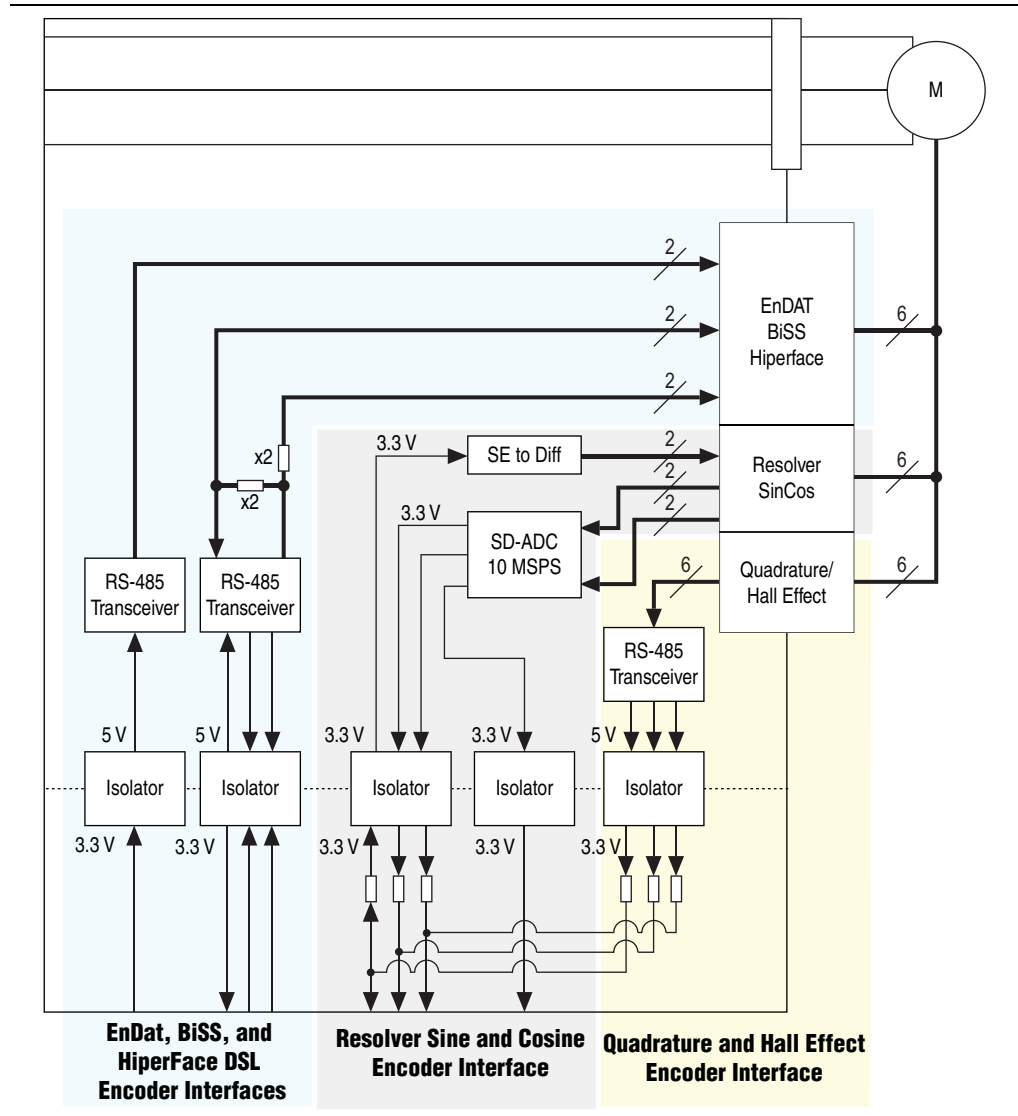 M
2
EnDAT
BiSS
Hiperface
2
6
2
3.3 V
SE to Diff
2
Resolver
SinCos
6
x2
x2
2
2
3.3 V
SD-ADC
10 MSPS
Quadrature/
Hall Effect
6
6
RS-485
Transceiver
RS-485
Transceiver
RS-485
Transceiver
5 V
5 V
3.3 V
3.3 V
5 V
Isolator
Isolator
Isolator
Isolator
Isolator
3.3 V
3.3 V
3.3 V
3.3 V
3.3 V
EnDat, BiSS, and
HiperFace DSL
Encoder Interfaces
Resolver Sine and Cosine
Encoder Interface
Quadrature and Hall Effect
Encoder Interface